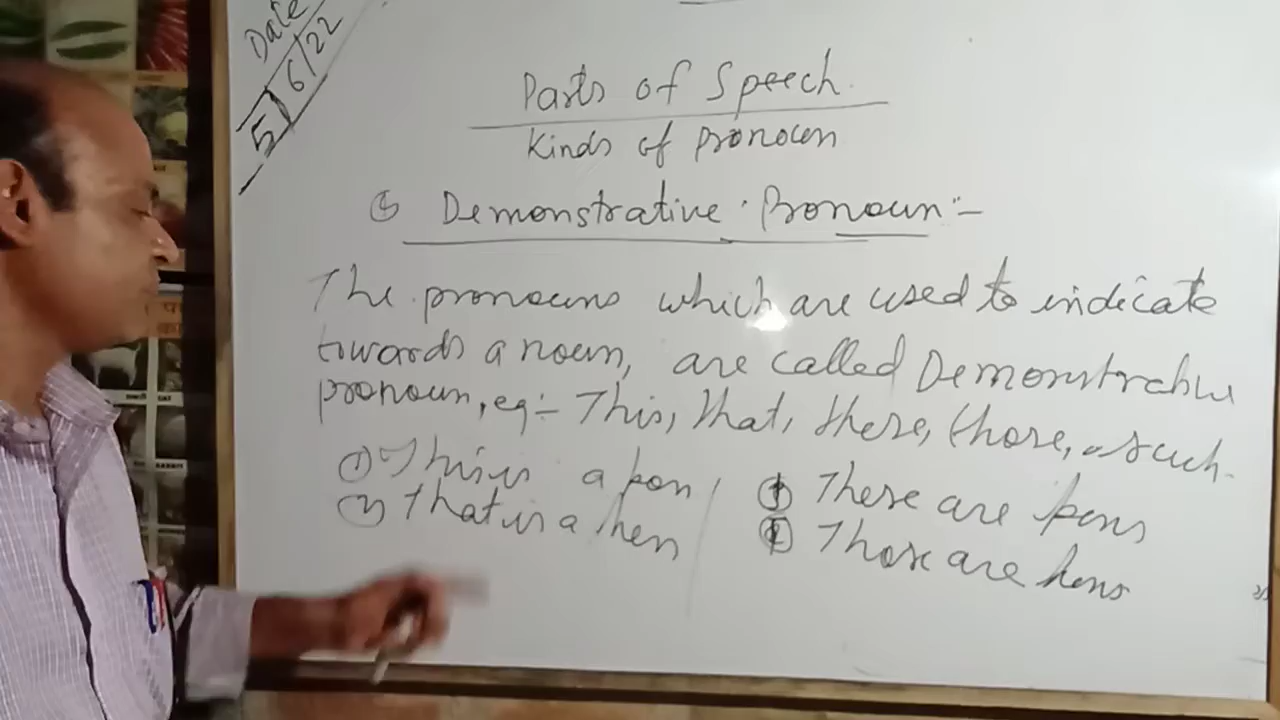 Date
5/6/22
Parts of Speech
Kinds of Pronoun
Demonstrative Pronoun :-
The pronouns which are used to indicate
towards a noun, are called Demonstrative
pronoun, eg:- This, that, these, those, such.
① This is a pen
② That is a hen
① These are pens
② Those are hens